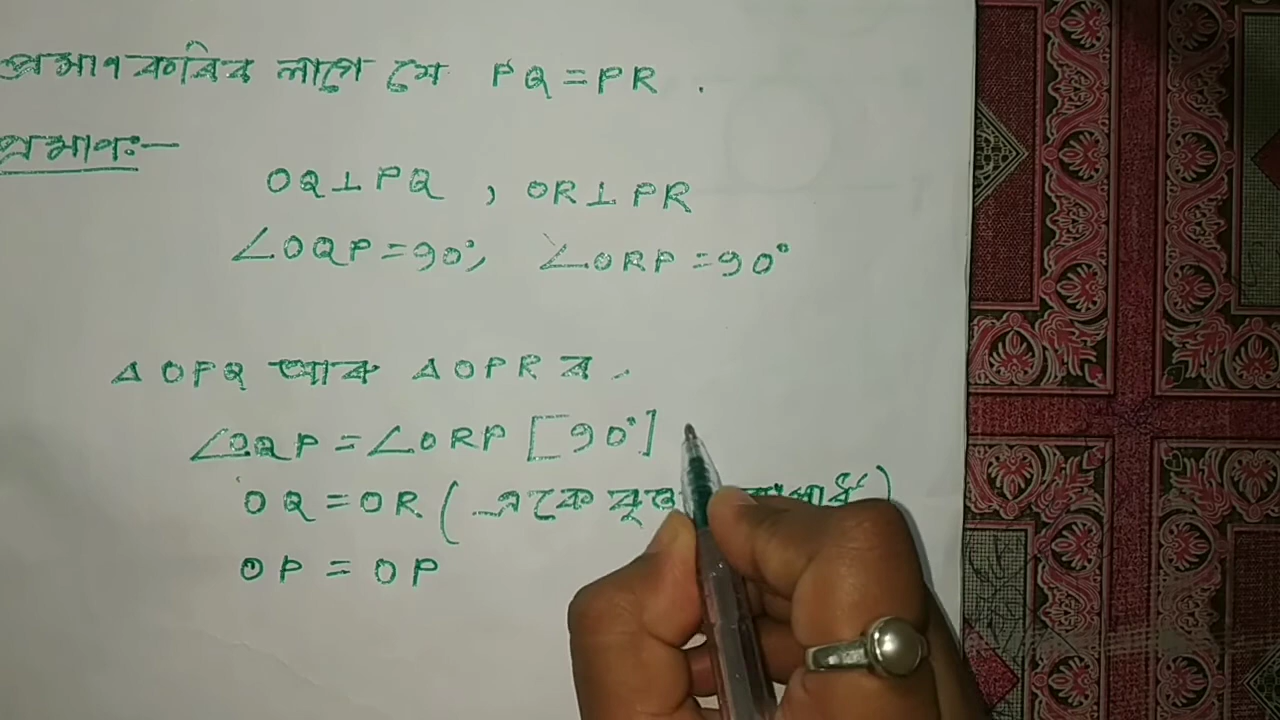 প্ৰমাণ কৰিব লাগে যে PQ = PR .
প্ৰমাণঃ—
OQ ⊥ PQ , OR ⊥ PR
∠OQP = 90°, ∠ORP = 90°
Δ OPQ আৰু Δ OPR ৰ,
∠OQP = ∠ORP [90°]
OQ = OR ( একে বৃত্ত )
OP = OP